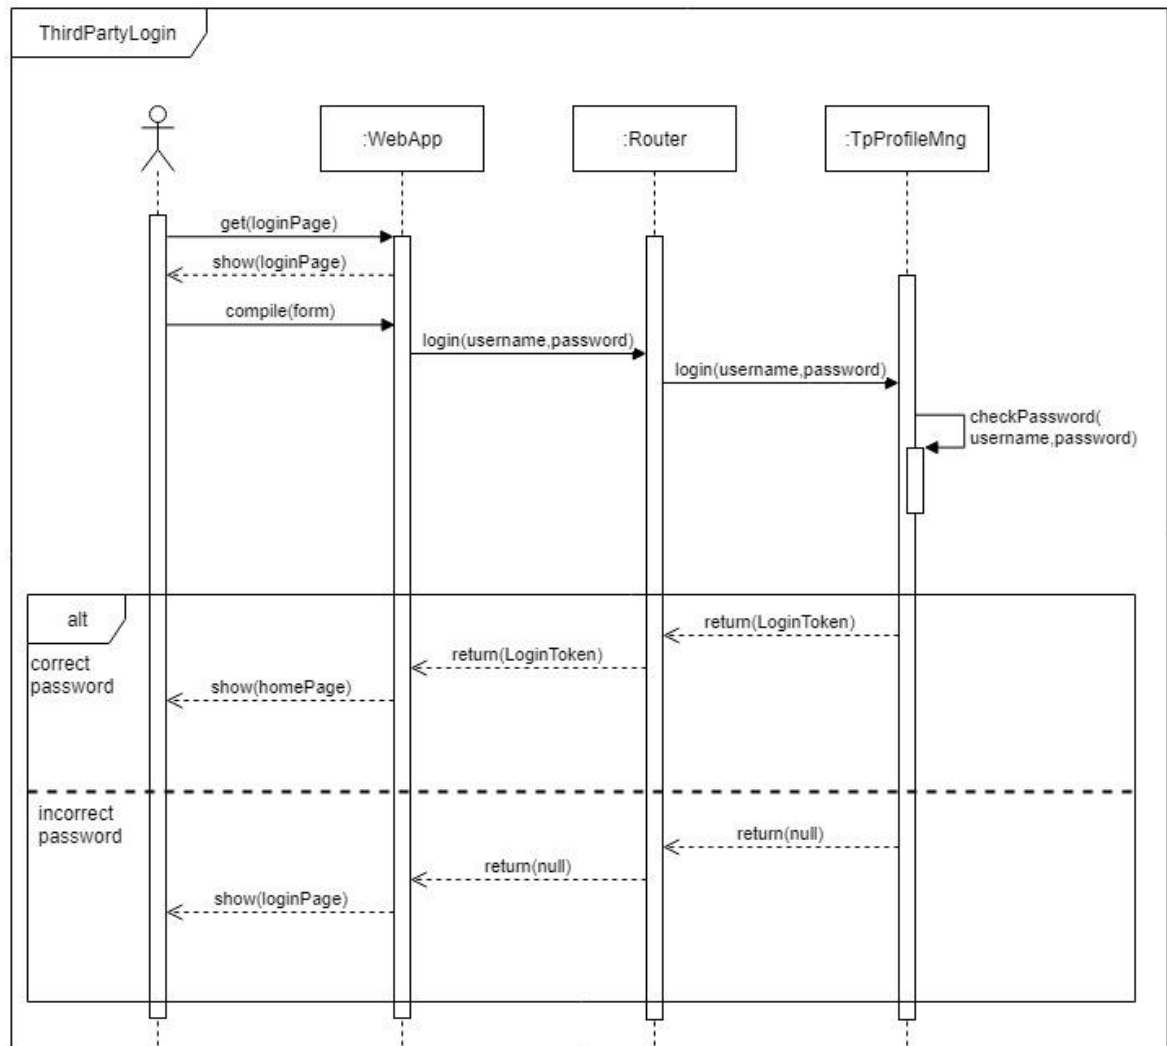 ThirdPartyLogin
:WebApp
:Router
:TpProfileMng
get(loginPage)
show(loginPage)
compile(form)
login(username,password)
login(username,password)
checkPassword(
username,password)
alt
correct
password
return(LoginToken)
return(LoginToken)
show(homePage)
incorrect
password
return(null)
return(null)
show(loginPage)